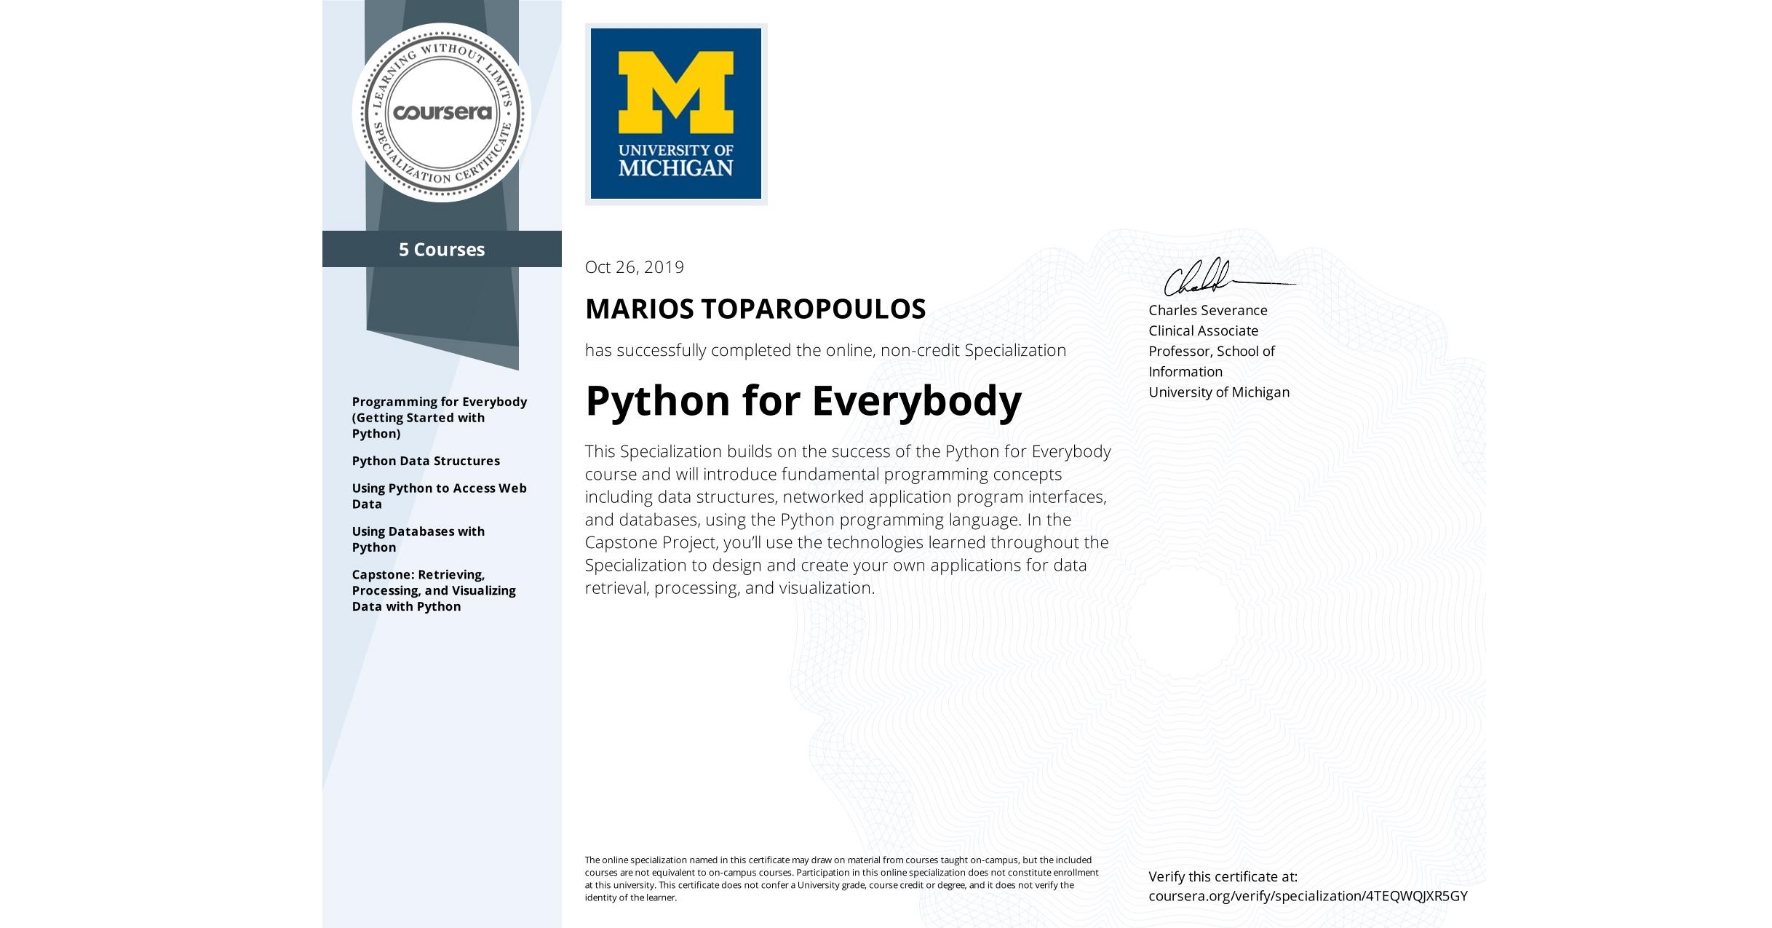 LEARNING WITHOUT LIMITS
coursera
SPECIALIZATION CERTIFICATE
5 Courses
Programming for Everybody
(Getting Started with
Python)
Python Data Structures
Using Python to Access Web
Data
Using Databases with
Python
Capstone: Retrieving,
Processing, and Visualizing
Data with Python
M
UNIVERSITY OF
MICHIGAN
Oct 26, 2019
MARIOS TOPAROPOULOS
has successfully completed the online, non-credit Specialization
Python for Everybody
This Specialization builds on the success of the Python for Everybody
course and will introduce fundamental programming concepts
including data structures, networked application program interfaces,
and databases, using the Python programming language. In the
Capstone Project, you’ll use the technologies learned throughout the
Specialization to design and create your own applications for data
retrieval, processing, and visualization.
Charles Severance
Clinical Associate
Professor, School of
Information
University of Michigan
The online specialization named in this certificate may draw on material from courses taught on-campus, but the included
courses are not equivalent to on-campus courses. Participation in this online specialization does not constitute enrollment
at this university. This certificate does not confer a University grade, course credit or degree, and it does not verify the
identity of the learner.
Verify this certificate at:
coursera.org/verify/specialization/4TEQWQJXR5GY